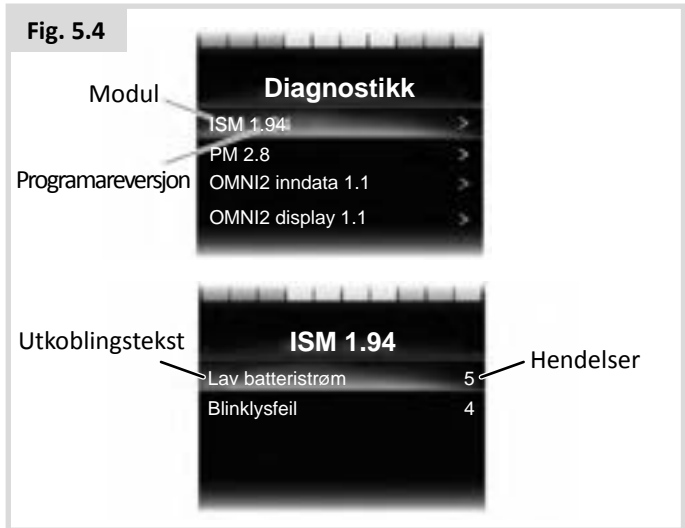 Fig. 5.4
Diagnostikk
Modul
ISM 1.94 >
PM 2.8 >
Programareversjon
OMNI2 inndata 1.1 >
OMNI2 display 1.1 >
Utkoblingstekst
ISM 1.94
Hendelser
Lav batteristrøm 5
Blinklysfeil 4